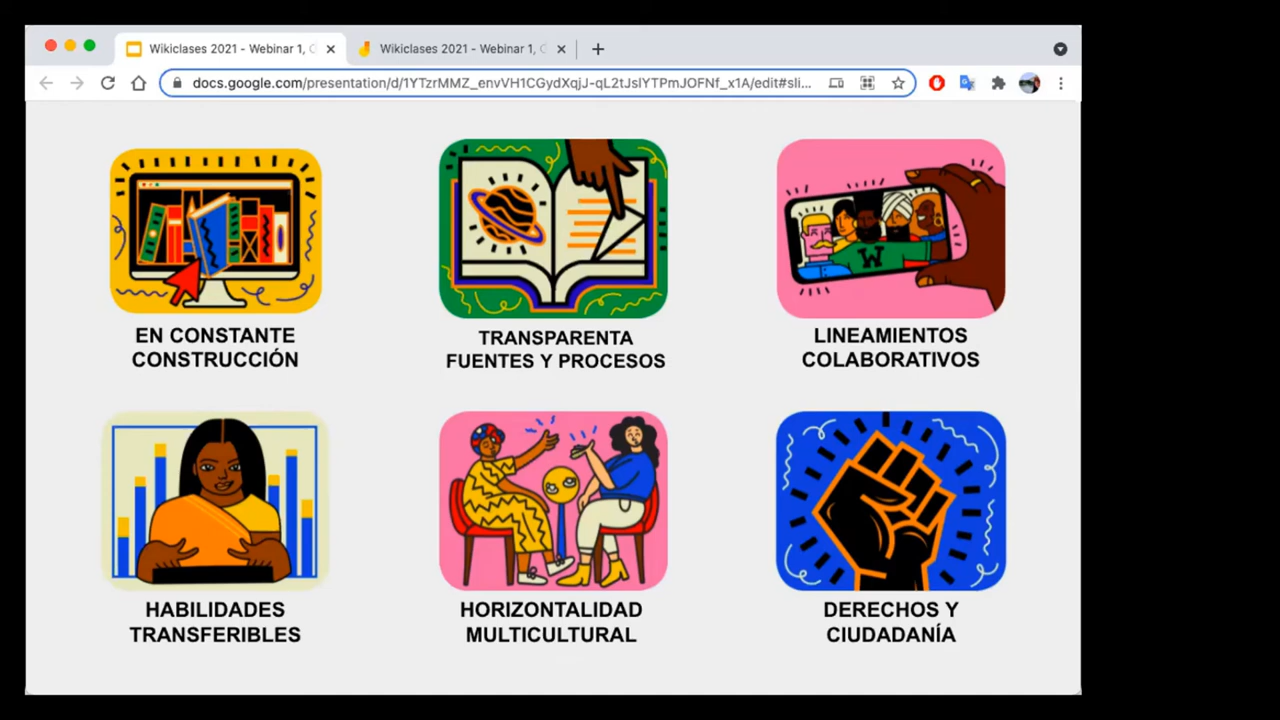 Wikiclases 2021 - Webinar 1, C
Wikiclases 2021 - Webinar 1, C
docs.google.com/presentation/d/1YTzrMMZ_envVH1CGydXqjJ-qL2tJslYTPmJOFNf_x1A/edit#sli...
EN CONSTANTE
CONSTRUCCIÓN
TRANSPARENTA
FUENTES Y PROCESOS
W
LINEAMIENTOS
COLABORATIVOS
HABILIDADES
TRANSFERIBLES
HORIZONTALIDAD
MULTICULTURAL
DERECHOS Y
CIUDADANÍA